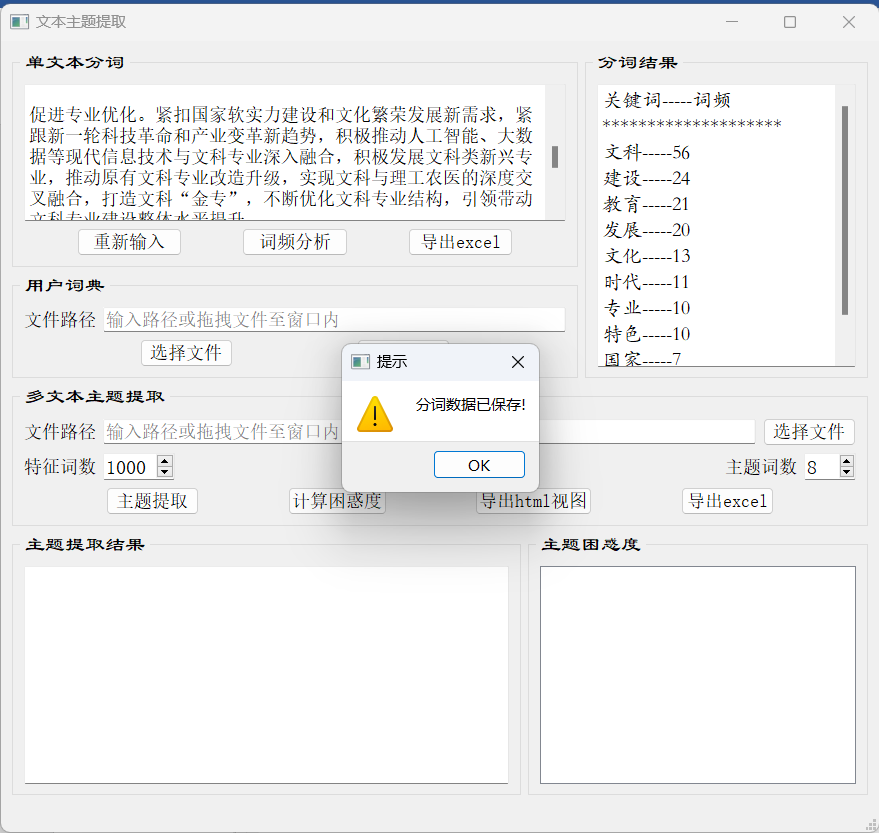 文本主题提取
单文本分词
促进专业优化。紧扣国家软实力建设和文化繁荣发展新需求，紧
跟新一轮科技革命和产业变革新趋势，积极推动人工智能、大数
据等现代信息技术与文科专业深入融合，积极发展文科类新兴专
业，推动原有文科专业改造升级，实现文科与理工农医的深度交
叉融合，打造文科“金专”，不断优化文科专业结构，引领带动
文科专业建设整体水平提升
重新输入
词频分析
导出excel
分词结果
关键词-----词频
********************
文科-----56
建设-----24
教育-----21
发展-----20
文化-----13
时代-----11
专业-----10
特色-----10
国家-----7
用户词典
文件路径
输入路径或拖拽文件至窗口内
选择文件
提示
分词数据已保存!
OK
多文本主题提取
文件路径
输入路径或拖拽文件至窗口内
选择文件
特征词数
1000
主题词数
8
主题提取
计算困惑度
导出html视图
导出excel
主题提取结果
主题困惑度